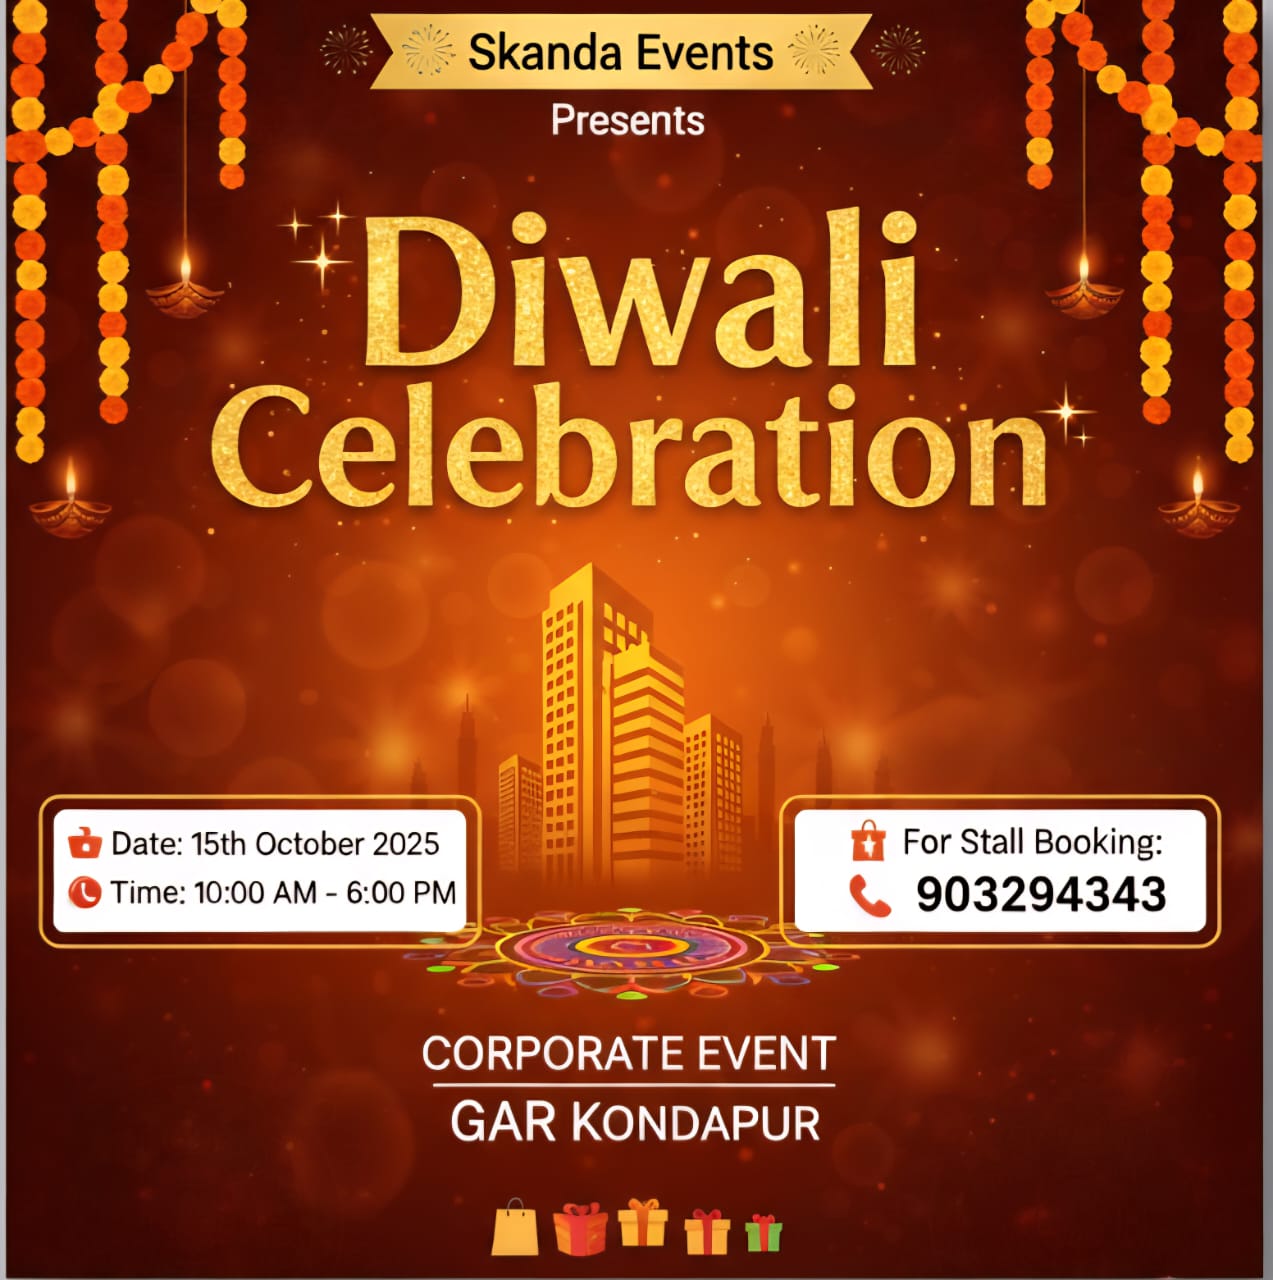 Skanda Events
Presents
Diwali
Celebration
Date: 15th October 2025
Time: 10:00 AM - 6:00 PM
For Stall Booking:
903294343
CORPORATE EVENT
GAR KONDAPUR